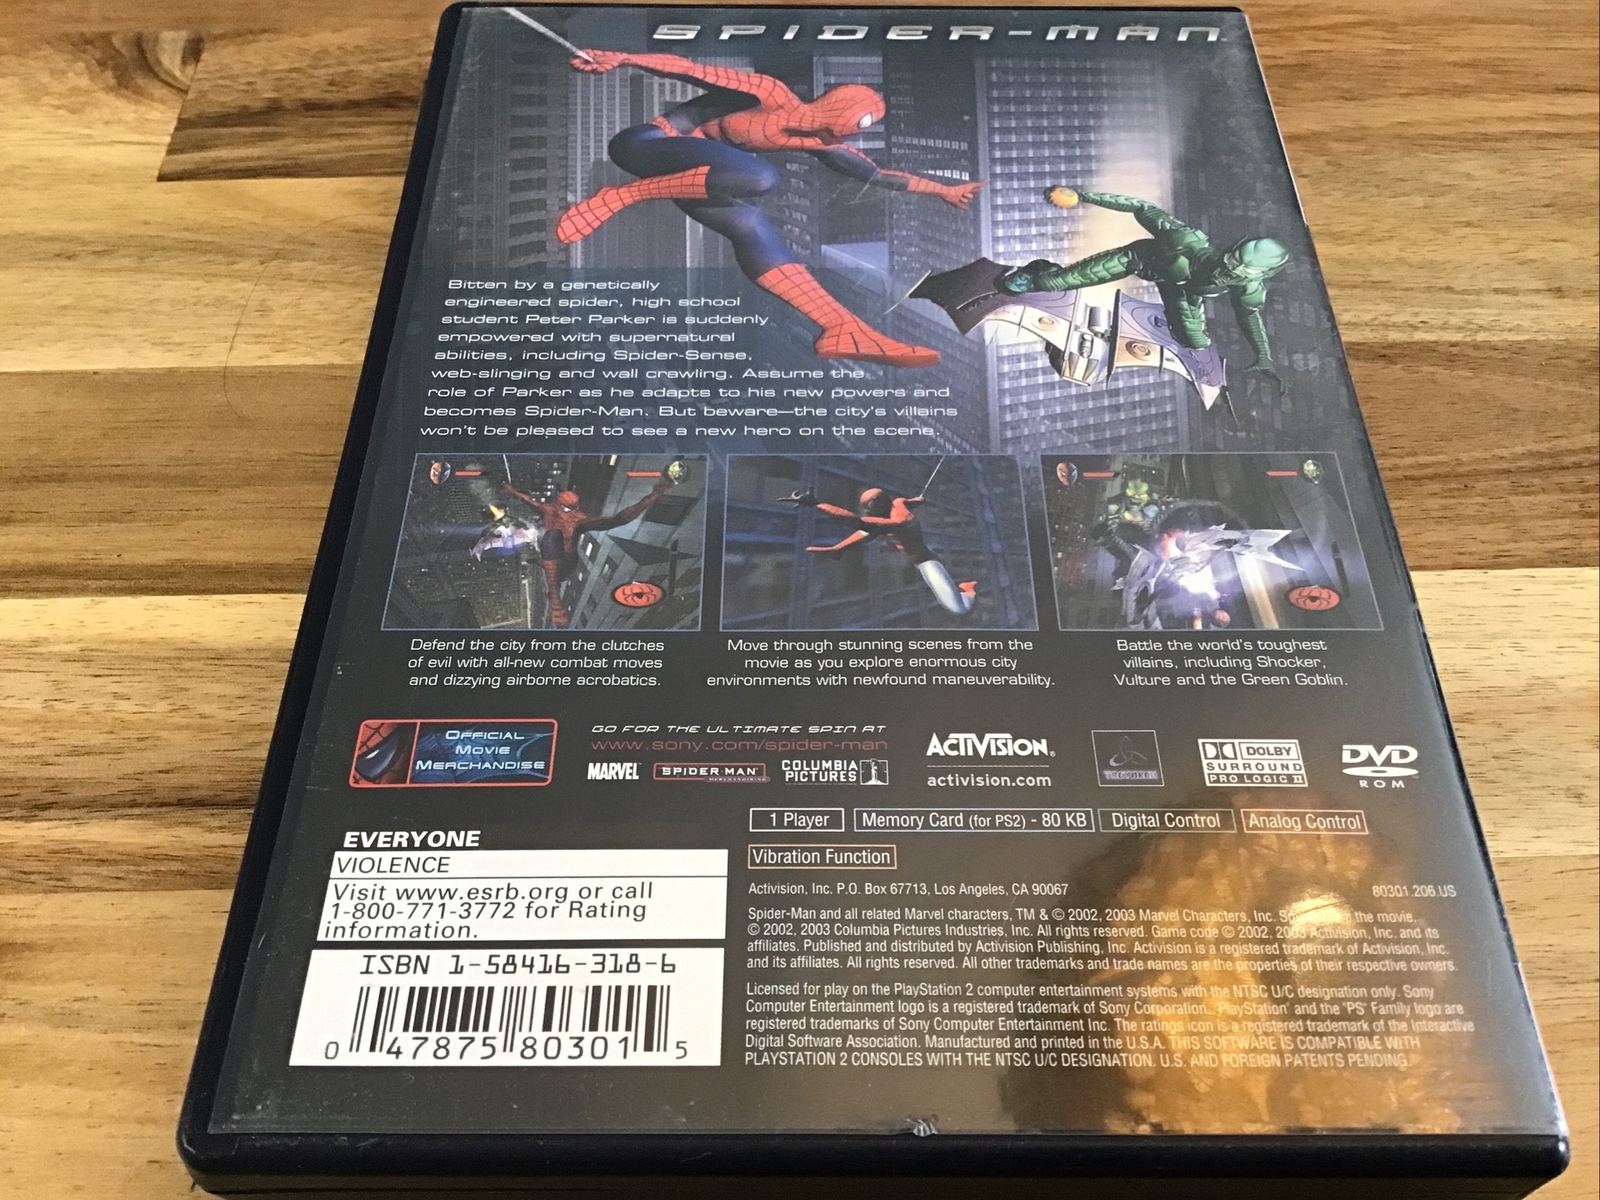 SPIDER-MAN
Bitten by a genetically
engineered spider, high school
student Peter Parker is suddenly
empowered with supernatural
abilities, including Spider-Sense,
web-slinging and wall crawling. Assume the
role of Parker as he adapts to his new powers and
becomes Spider-Man. But beware—the city's villains
won't be pleased to see a new hero on the scene.
Defend the city from the clutches
of evil with all-new combat moves
and dizzying airborne acrobatics.
Move through stunning scenes from the
movie as you explore enormous city
environments with newfound maneuverability.
Battle the world's toughest
villains, including Shocker,
Vulture and the Green Goblin.
OFFICIAL
MOVIE
MERCHANDISE
GO FOR THE ULTIMATE SPIN AT
www.sony.com/spider-man
MARVEL
SPIDER-MAN
COLUMBIA
PICTURES
ACTIVISION®
activision.com
DOLBY
SURROUND
PRO LOGIC II
DVD
ROM
1 Player
Memory Card (for PS2) - 80 KB
Digital Control
Analog Control
Vibration Function
EVERYONE
VIOLENCE
Visit www.esrb.org or call
1-800-771-3772 for Rating
information.
ISBN 1-58416-318-6
0 47875 80301 5
Activision, Inc. P.O. Box 67713, Los Angeles, CA 90067
80301.206.US
Spider-Man and all related Marvel characters, TM & © 2002, 2003 Marvel Characters, Inc. the movie,
© 2002, 2003 Columbia Pictures Industries, Inc. All rights reserved. Game code © 2002, 2003 Activision, Inc. and its
affiliates. Published and distributed by Activision Publishing, Inc. Activision is a registered trademark of Activision, Inc.
and its affiliates. All rights reserved. All other trademarks and trade names are the properties of their respective owners.
Licensed for play on the PlayStation 2 computer entertainment systems with the NTSC U/C designation only. Sony
Computer Entertainment logo is a registered trademark of Sony Corporation. "PlayStation" and the "PS" Family logo are
registered trademarks of Sony Computer Entertainment Inc. The ratings icon is a registered trademark of the Interactive
Digital Software Association. Manufactured and printed in the U.S.A. THIS SOFTWARE IS COMPATIBLE WITH
PLAYSTATION 2 CONSOLES WITH THE NTSC U/C DESIGNATION. U.S. AND FOREIGN PATENTS PENDING.